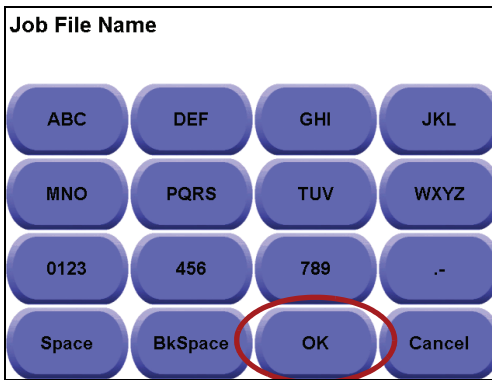 Job File Name
ABC DEF GHI JKL
MNO PQRS TUV WXYZ
0123 456 789 .-
Space BkSpace OK Cancel